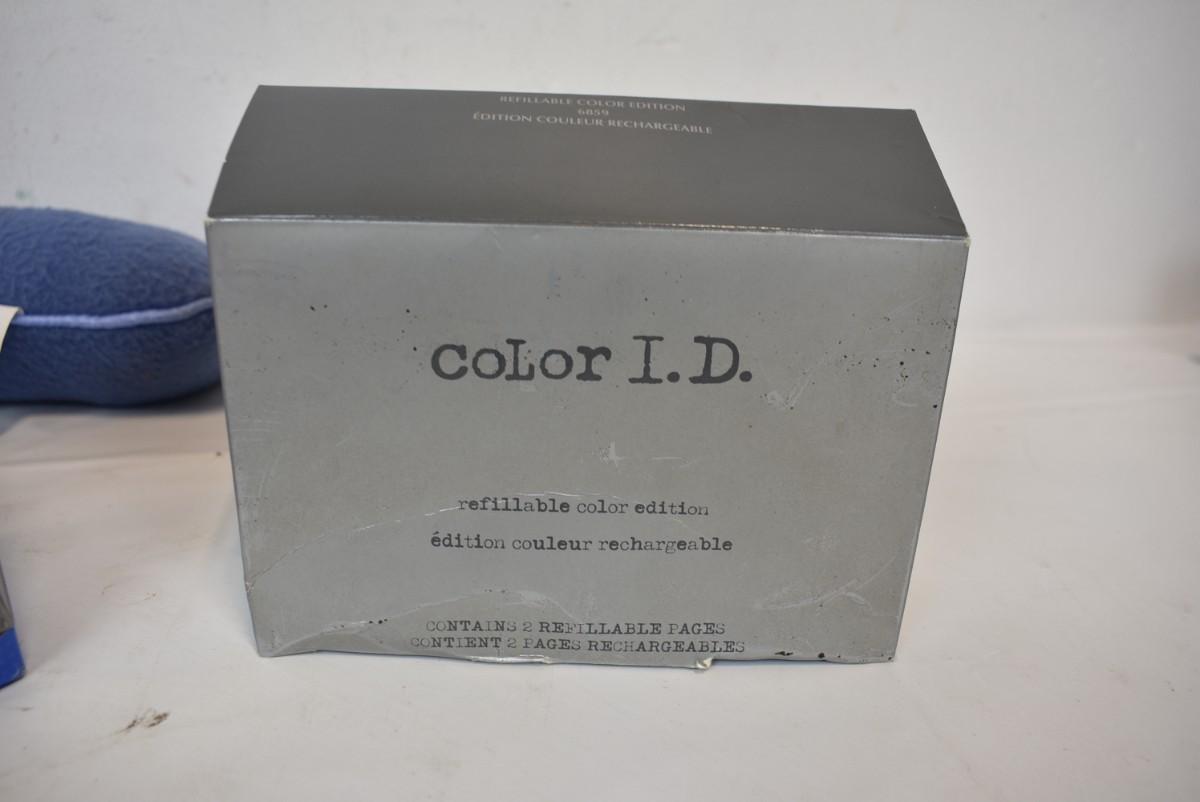 REFILLABLE COLOR EDITION
6859
ÉDITION COULEUR RECHARGEABLE
coLor I.D.
refillable color edition
édition couleur rechargeable
CONTAINS 2 REFILLABLE PAGES
CONTIENT 2 PAGES RECHARGEABLES